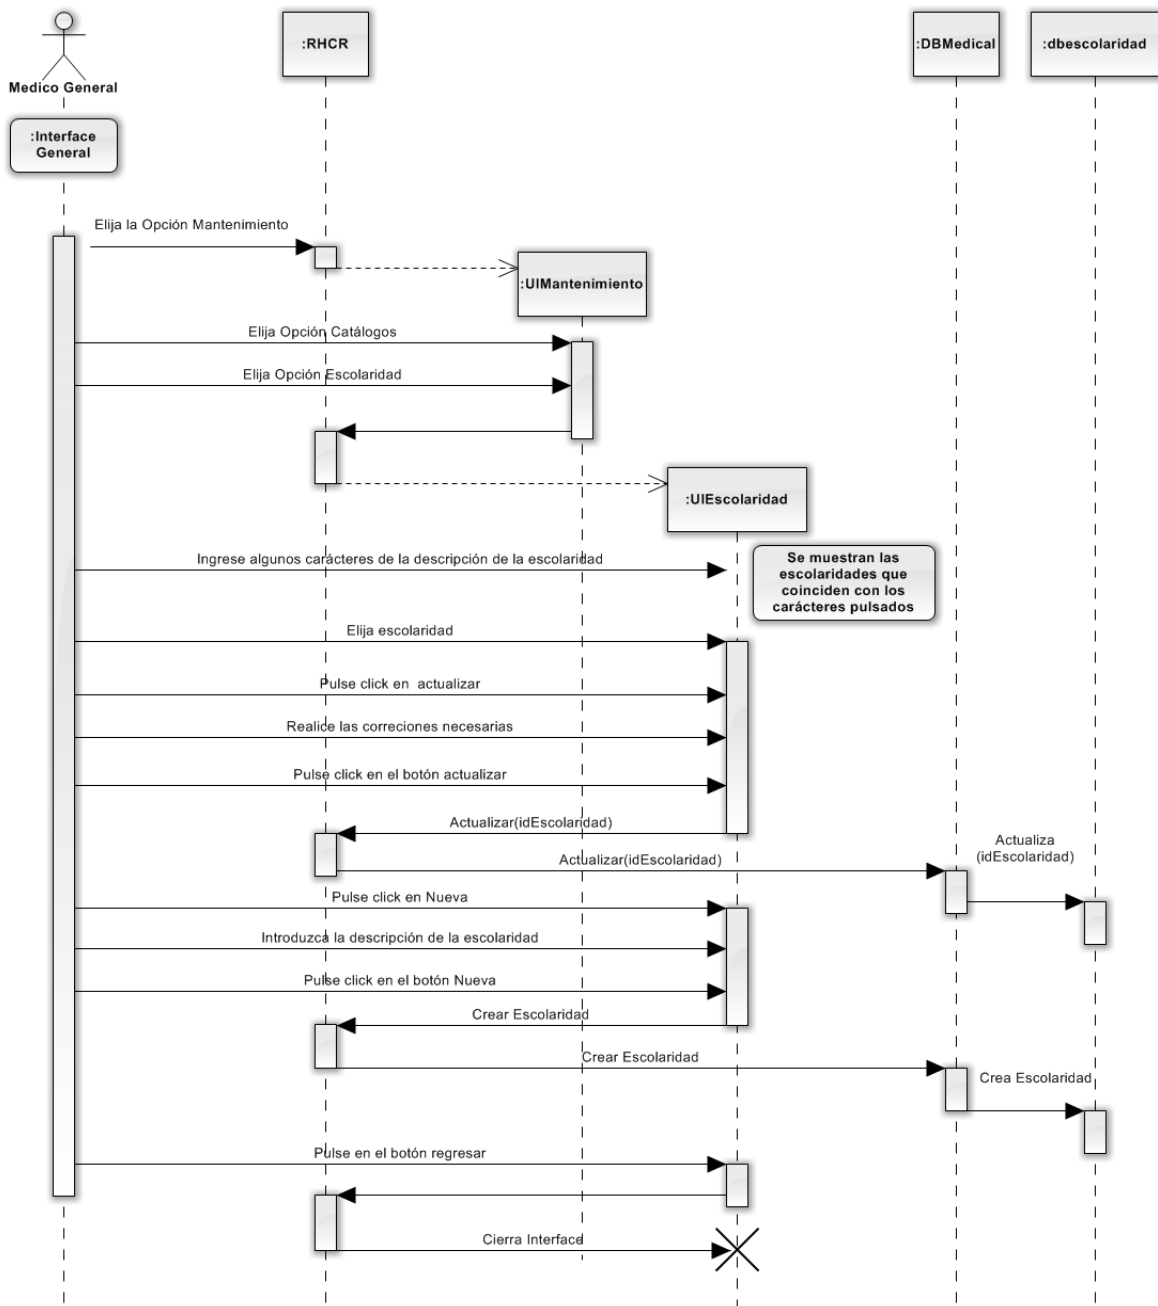 :RHCR
:DBMedical
:dbescolaridad
Medico General
:Interface
General
Elija la Opción Mantenimiento
:UIMantenimiento
Elija Opción Catálogos
Elija Opción Escolaridad
:UIEscolaridad
Ingrese algunos carácteres de la descripción de la escolaridad
Se muestran las
escolaridades que
coinciden con los
carácteres pulsados
Elija escolaridad
Pulse click en actualizar
Realice las correciones necesarias
Pulse click en el botón actualizar
Actualizar(idEscolaridad)
Actualizar(idEscolaridad)
Actualiza
(idEscolaridad)
Pulse click en Nueva
Introduzca la descripción de la escolaridad
Pulse click en el botón Nueva
Crear Escolaridad
Crear Escolaridad
Crea Escolaridad
Pulse en el botón regresar
Cierra Interface